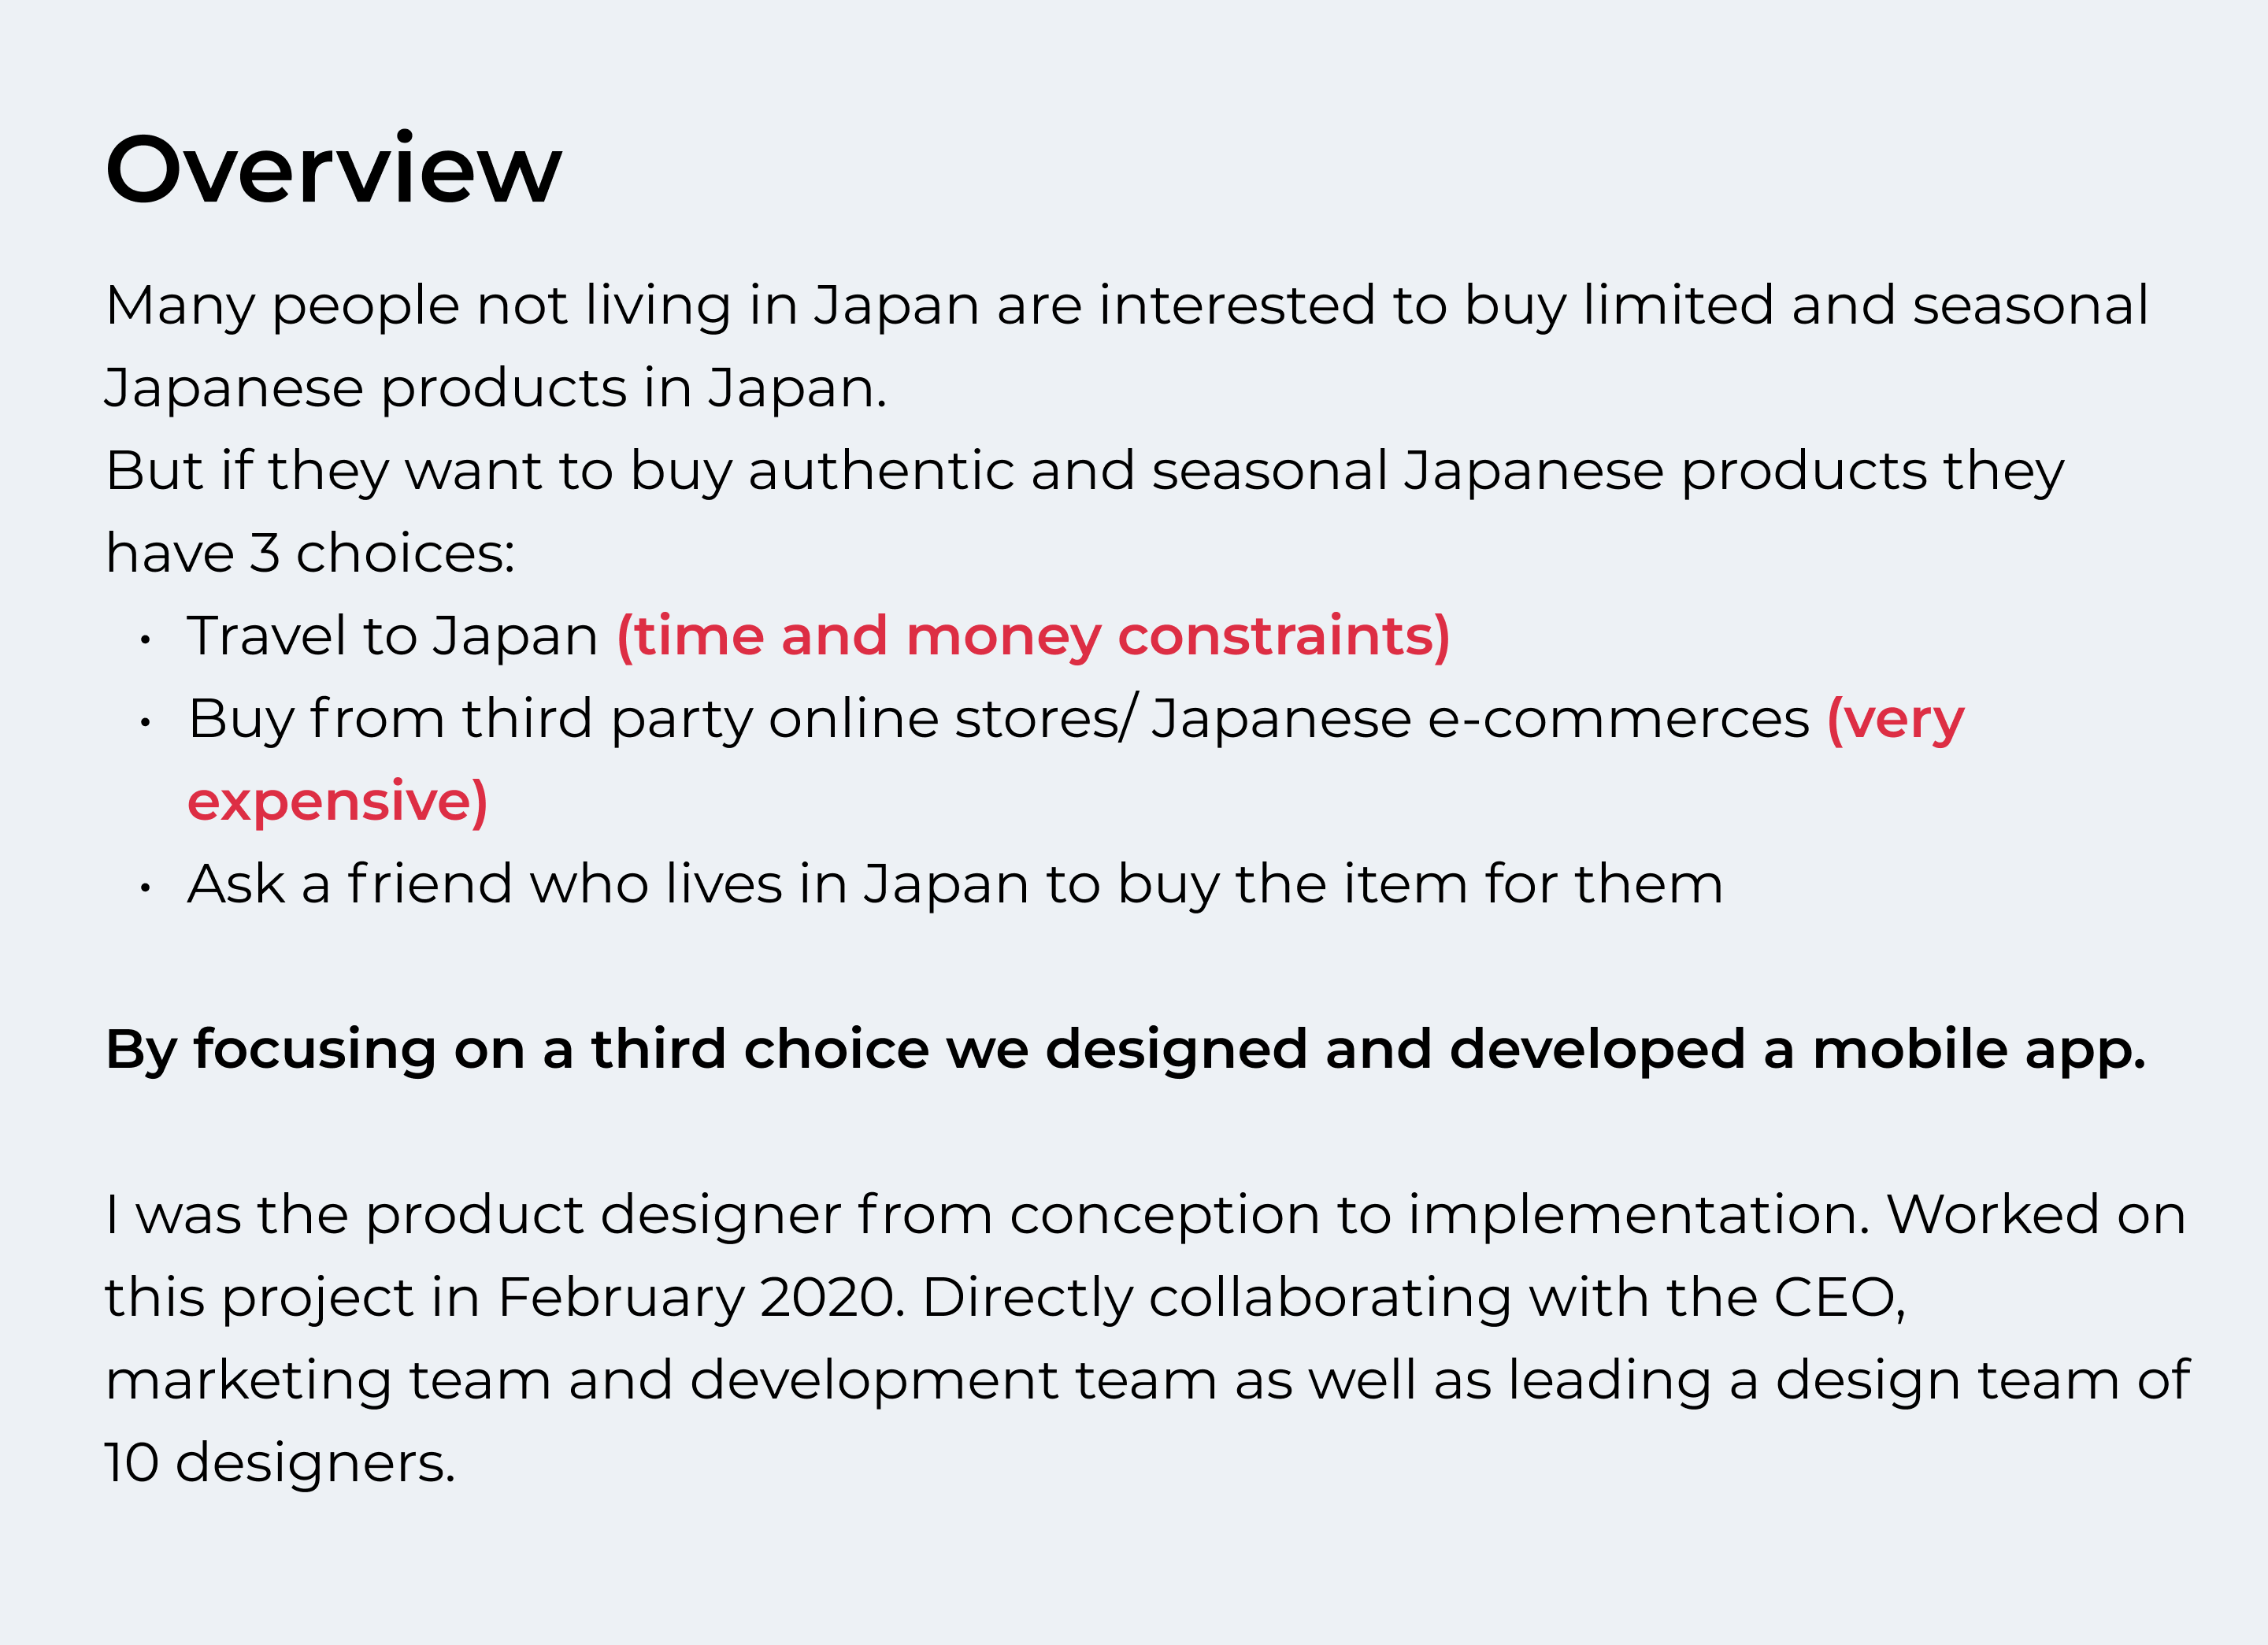 Overview
Many people not living in Japan are interested to buy limited and seasonal
Japanese products in Japan.
But if they want to buy authentic and seasonal Japanese products they
have 3 choices:
• Travel to Japan (time and money constraints)
• Buy from third party online stores/ Japanese e-commerces (very
expensive)
• Ask a friend who lives in Japan to buy the item for them
By focusing on a third choice we designed and developed a mobile app.
I was the product designer from conception to implementation. Worked on
this project in February 2020. Directly collaborating with the CEO,
marketing team and development team as well as leading a design team of
10 designers.